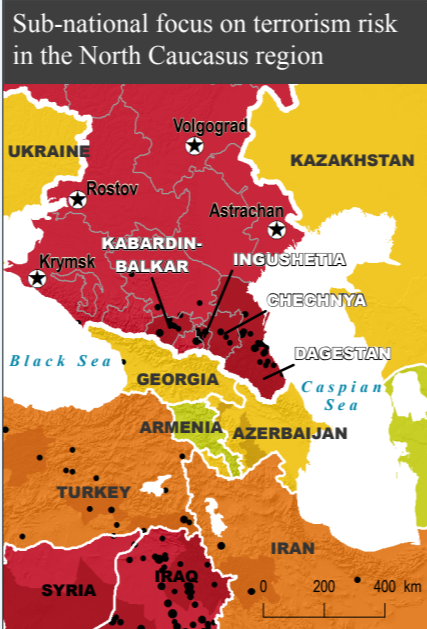 Sub-national focus on terrorism risk
in the North Caucasus region
Volgograd
UKRAINE
KAZAKHSTAN
Rostov
Astrachan
KABARDIN-
BALKAR
INGUSHETIA
Krymsk
CHECHNYA
DAGESTAN
Black Sea
GEORGIA
Caspian
Sea
ARMENIA
AZERBAIJAN
TURKEY
IRAN
SYRIA
IRAQ
0 200 400 km